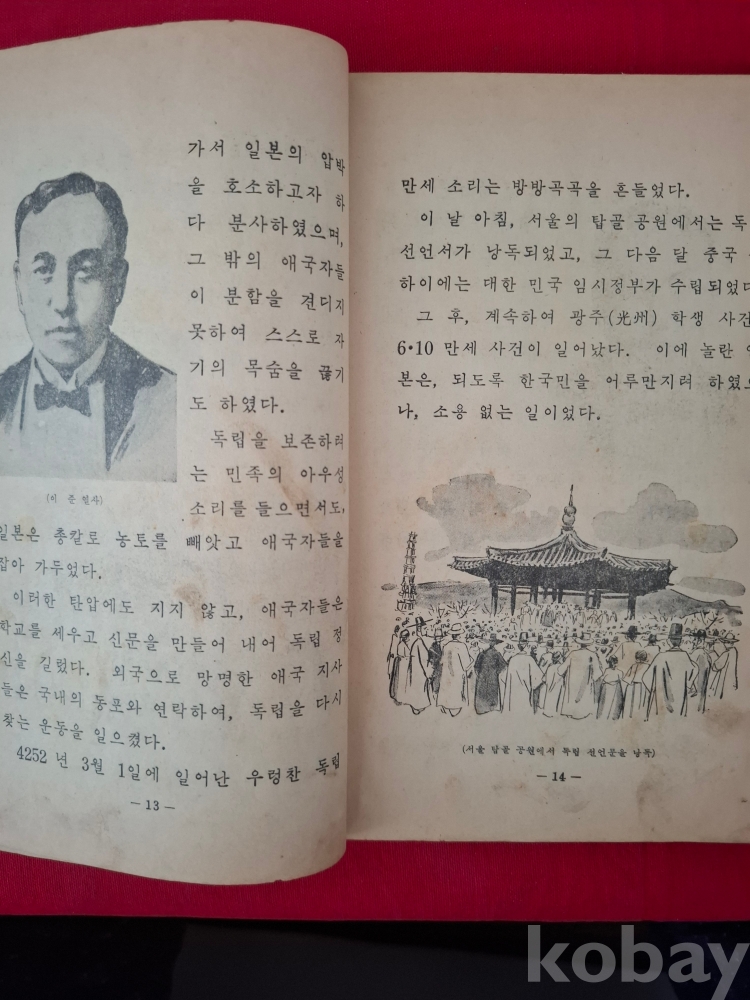 가서 일본의 압박
을 호소하고자 하
다 분사하였으며,
그 밖의 애국자들
이 분함을 견디지
못하여 스스로 자
기의 목숨을 끊기
도 하였다.
독립을 보존하려
는 민족의 아우성
소리를 들으면서도,
(이 준 열사)
일본은 총칼로 농토를 빼앗고 애국자들을
잡아 가두었다.
이러한 탄압에도 지지 않고, 애국자들은
학교를 세우고 신문을 만들어 내어 독립 정
신을 길렀다. 외국으로 망명한 애국 지사
들은 국내의 동포와 연락하여, 독립을 다시
찾는 운동을 일으켰다.
4252년 3월 1일에 일어난 우렁찬 독립
— 13 —
만세 소리는 방방곡곡을 흔들었다.
이 날 아침, 서울의 탑골 공원에서는 독
선언서가 낭독되었고, 그 다음 달 중국
하이에는 대한 민국 임시정부가 수립되었다
그 후, 계속하여 광주(光州) 학생 사건
6·10 만세 사건이 일어났다. 이에 놀란
본은, 되도록 한국민을 어루만지려 하였으
나, 소용 없는 일이었다.
(서울 탑골 공원에서 독립 선언문을 낭독)
— 14 —
kobay